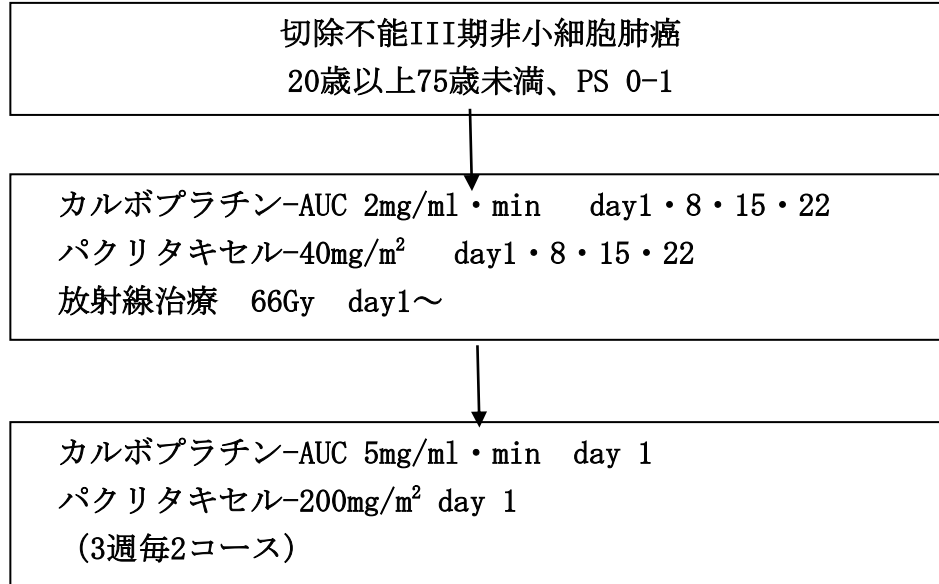 切除不能III期非小細胞肺癌
20歳以上75歳未満、PS 0-1
カルボプラチン-AUC 2mg/ml・min day1・8・15・22
パクリタキセル-40mg/m² day1・8・15・22
放射線治療 66Gy day1～
カルボプラチン-AUC 5mg/ml・min day 1
パクリタキセル-200mg/m² day 1
（3週毎2コース）